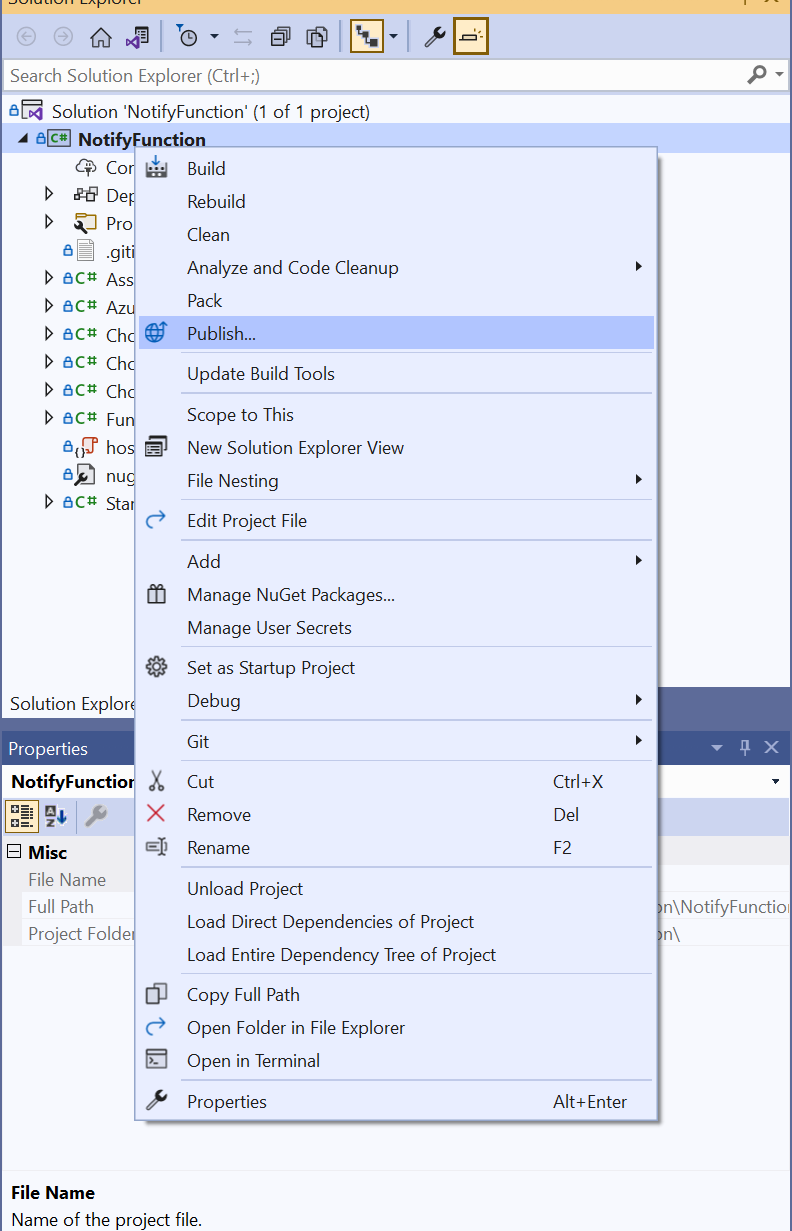 Solution Explorer
Search Solution Explorer (Ctrl+;)
Solution 'NotifyFunction' (1 of 1 project)
C# NotifyFunction
Con
Dep
Pro
.giti
C# Ass
C# Azu
C# Cho
C# Cho
C# Cho
C# Fun
hos
nug
C# Star
Build
Rebuild
Clean
Analyze and Code Cleanup
Pack
Publish...
Update Build Tools
Scope to This
New Solution Explorer View
File Nesting
Edit Project File
Add
Manage NuGet Packages...
Manage User Secrets
Set as Startup Project
Debug
Git
Cut Ctrl+X
Remove Del
Rename F2
Unload Project
Load Direct Dependencies of Project
Load Entire Dependency Tree of Project
Copy Full Path
Open Folder in File Explorer
Open in Terminal
Properties Alt+Enter
Solution Explore
Properties
NotifyFunction
Misc
File Name
Full Path on\NotifyFunction
Project Folder on\
File Name
Name of the project file.